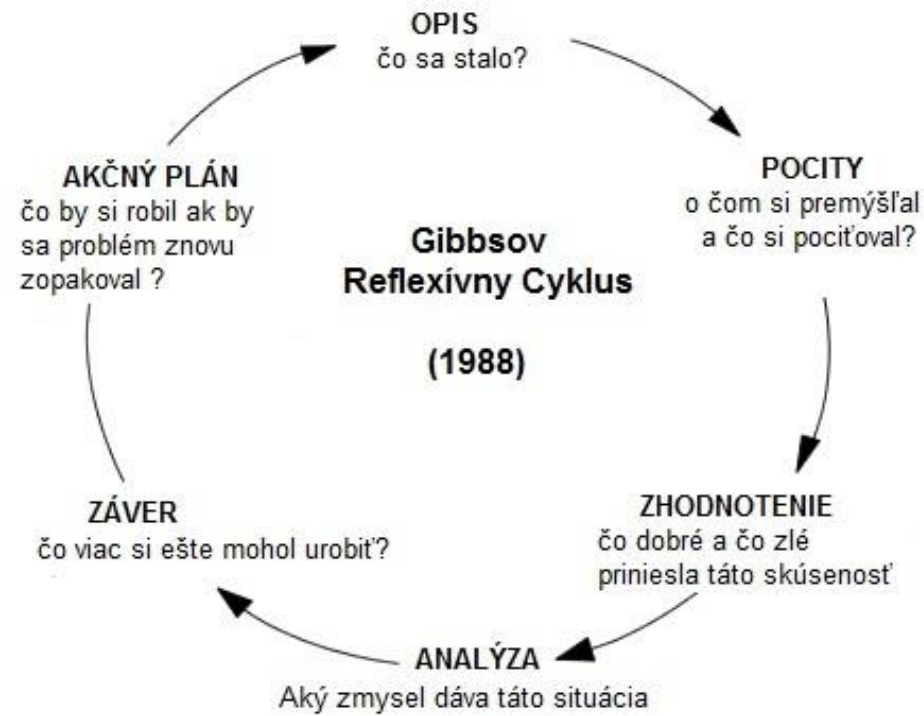 OPIS
čo sa stalo?
POCITY
o čom si premýšľal
a čo si pociťoval?
ZHODNOTENIE
čo dobré a čo zlé
priniesla táto skúsenosť
ANALÝZA
Aký zmysel dáva táto situácia
ZÁVER
čo viac si ešte mohol urobiť?
AKČNÝ PLÁN
čo by si robil ak by
sa problém znovu
zopakoval ?
Gibbsov
Reflexívny Cyklus
(1988)